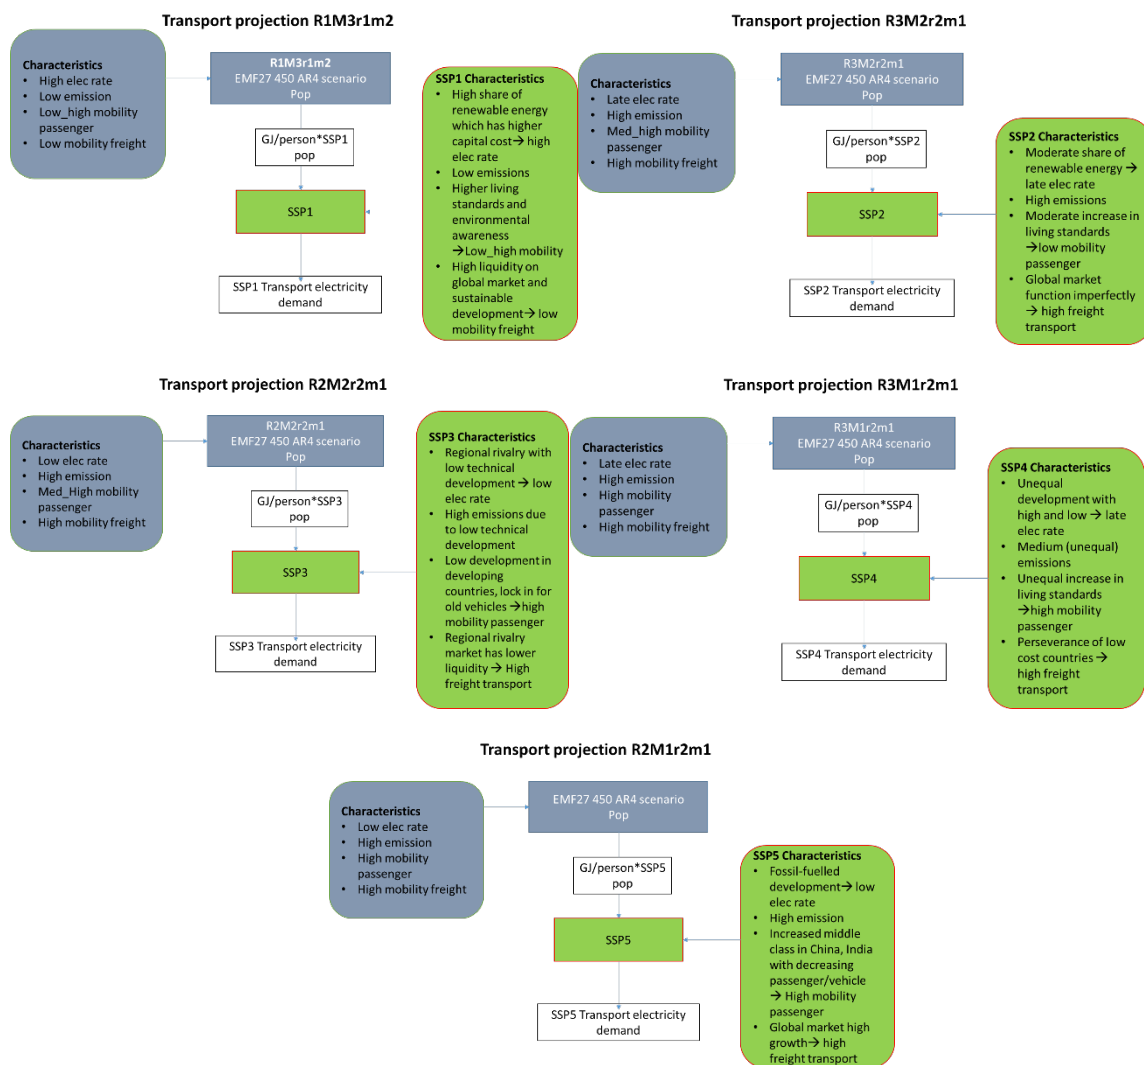 Transport projection R1M3r1m2
Characteristics
• High elec rate
• Low emission
• Low_high mobility
passenger
• Low mobility freight
R1M3r1m2
EMF27 450 AR4 scenario
Pop
GJ/person*SSP1
pop
SSP1
SSP1 Transport electricity
demand
SSP1 Characteristics
• High share of
renewable energy
which has higher
capital cost→ high
elec rate
• Low emissions
• Higher living
standards and
environmental
awareness
→Low_high mobility
• High liquidity on
global market and
sustainable
development→ low
mobility freight
Transport projection R3M2r2m1
Characteristics
• Late elec rate
• High emission
• Med_high mobility
passenger
• High mobility freight
R3M2r2m1
EMF27 450 AR4 scenario
Pop
GJ/person*SSP2
pop
SSP2
SSP2 Transport electricity
demand
SSP2 Characteristics
• Moderate share of
renewable energy →
late elec rate
• High emissions
• Moderate increase in
living standards
→low mobility
passenger
• Global market
function imperfectly
→ high freight
transport
Transport projection R2M2r2m1
Characteristics
• Low elec rate
• High emission
• Med_High mobility
passenger
• High mobility freight
R2M2r2m1
EMF27 450 AR4 scenario
Pop
GJ/person*SSP3
pop
SSP3
SSP3 Transport electricity
demand
SSP3 Characteristics
• Regional rivalry with
low technical
development → low
elec rate
• High emissions due to
low technical
development
• Low development in
developing
countries, lock in for
old vehicles →high
mobility passenger
• Regional rivalry
market has lower
liquidity → High
freight transport
Transport projection R3M1r2m1
Characteristics
• Late elec rate
• High emission
• High mobility
passenger
• High mobility freight
R3M1r2m1
EMF27 450 AR4 scenario
Pop
GJ/person*SSP4
pop
SSP4
SSP4 Transport electricity
demand
SSP4 Characteristics
• Unequal
development with
high and low → late
elec rate
• Medium (unequal)
emissions
• Unequal increase in
living standards
→high mobility
passenger
• Perseverance of low
cost countries →
high freight
transport
Transport projection R2M1r2m1
Characteristics
• Low elec rate
• High emission
• High mobility
passenger
• High mobility freight
EMF27 450 AR4 scenario
Pop
GJ/person*SSP5
pop
SSP5
SSP5 Transport electricity
demand
SSP5 Characteristics
• Fossil-fuelled
development→ low
elec rate
• High emission
• Increased middle
class in China, India
with decreasing
passenger/vehicle
→ High mobility
passenger
• Global market high
growth→ high
freight transport